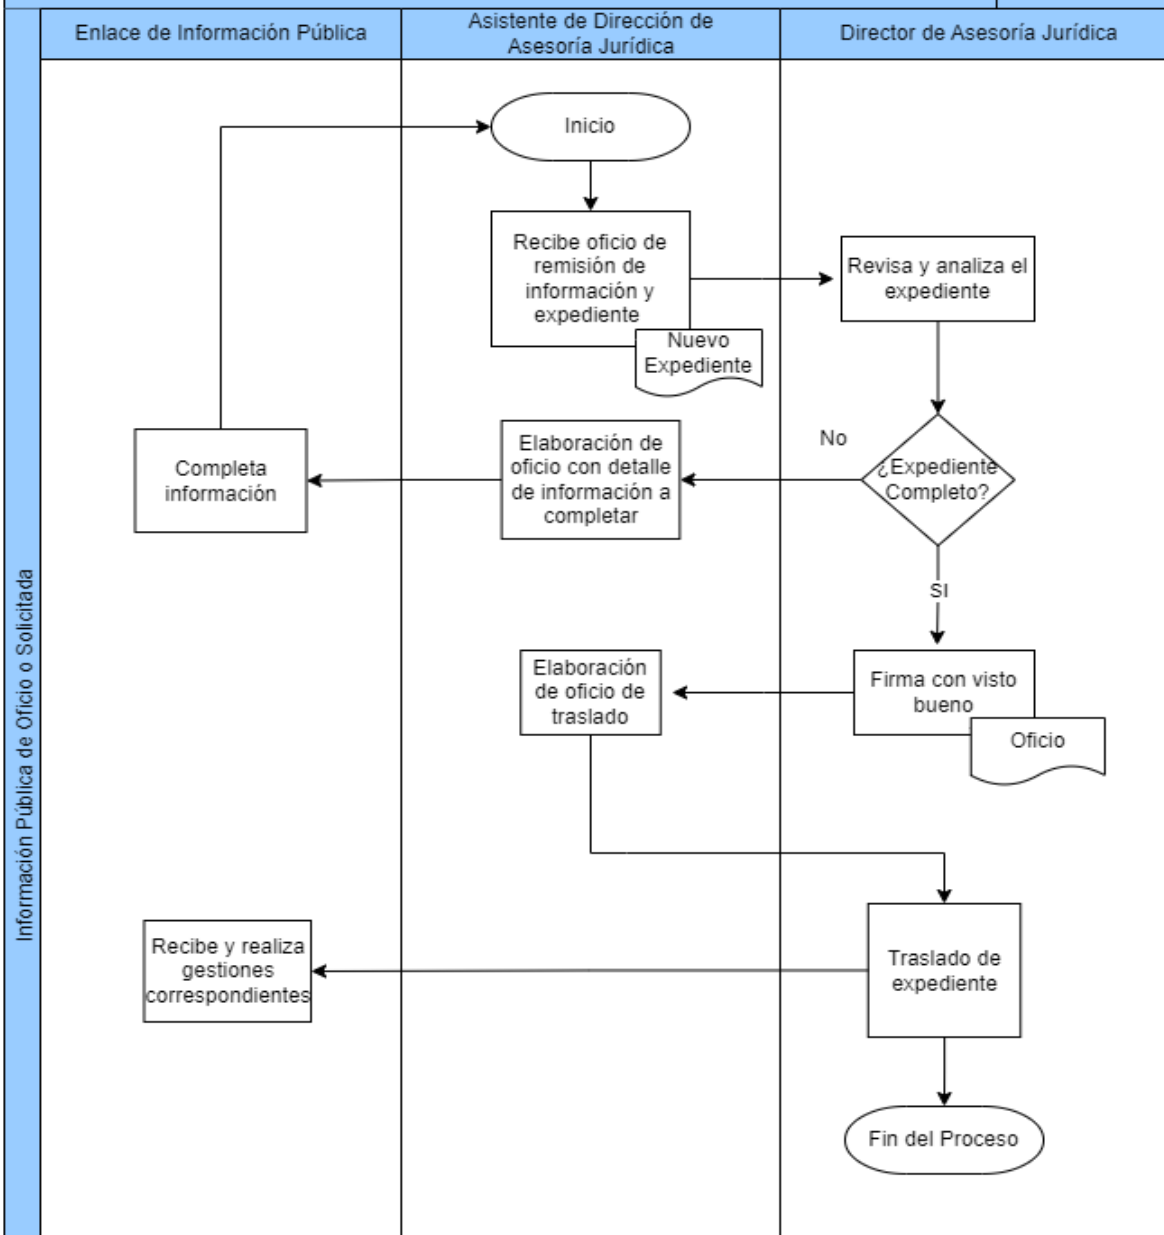 Enlace de Información Pública
Asistente de Dirección de
Asesoría Jurídica
Director de Asesoría Jurídica
Información Pública de Oficio o Solicitada
Inicio
Recibe oficio de
remisión de
información y
expediente
Nuevo
Expediente
Revisa y analiza el
expediente
¿Expediente
Completo?
No
Elaboración de
oficio con detalle
de información a
completar
Completa
información
SI
Firma con visto
bueno
Oficio
Elaboración
de oficio de
traslado
Traslado de
expediente
Recibe y realiza
gestiones
correspondientes
Fin del Proceso